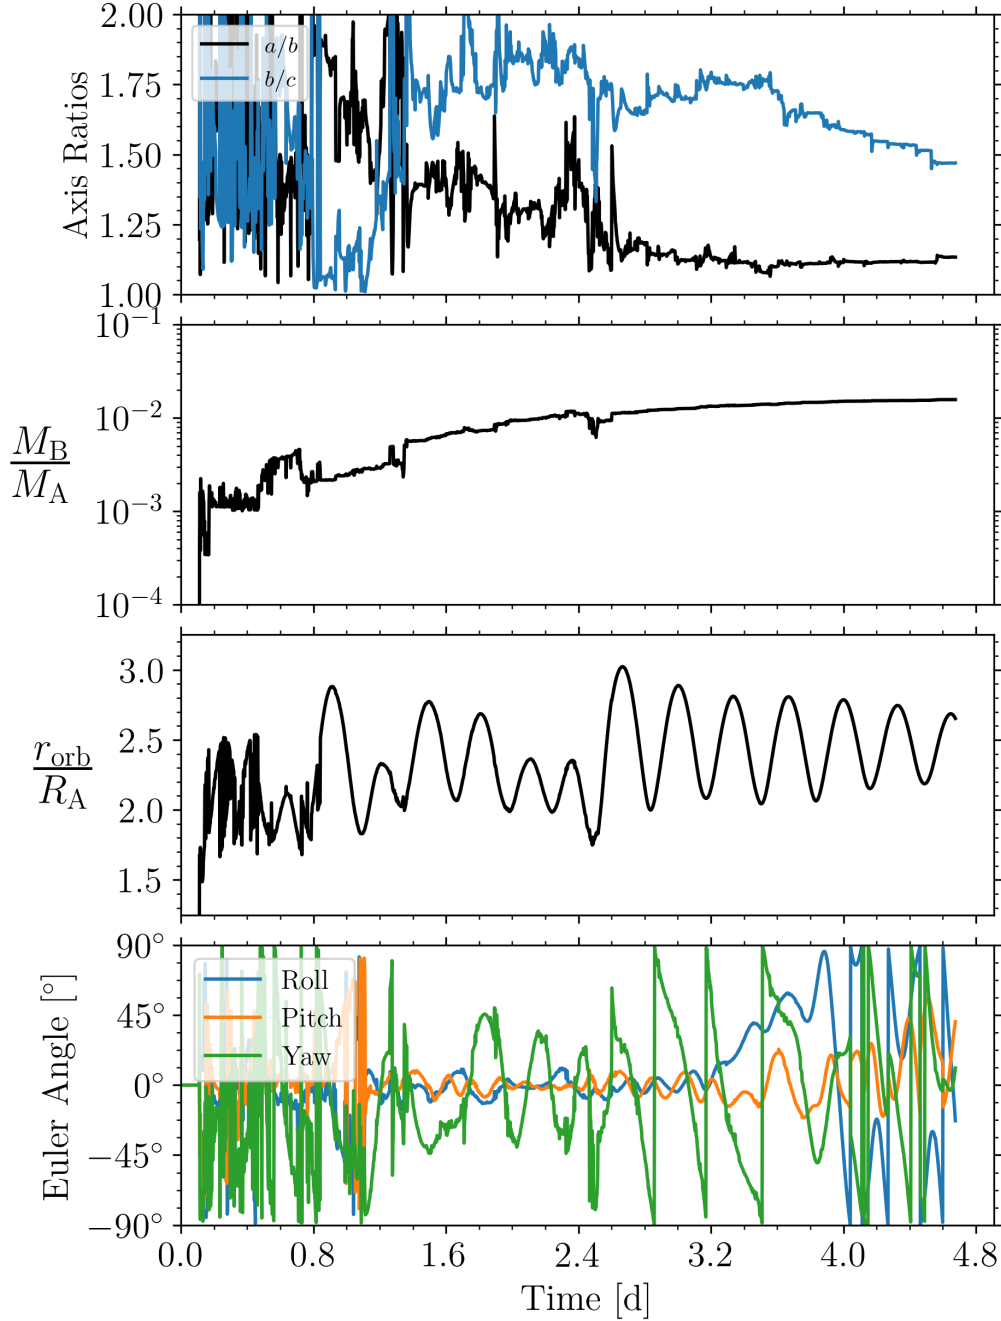 2.00
1.75
1.50
1.25
1.00
Axis Ratios
a/b
b/c
10⁻¹
10⁻²
10⁻³
10⁻⁴
M_B
M_A
3.0
2.5
2.0
1.5
r_orb
R_A
90°
45°
0°
−45°
−90°
Euler Angle [°]
Roll
Pitch
Yaw
0.0 0.8 1.6 2.4 3.2 4.0 4.8
Time [d]